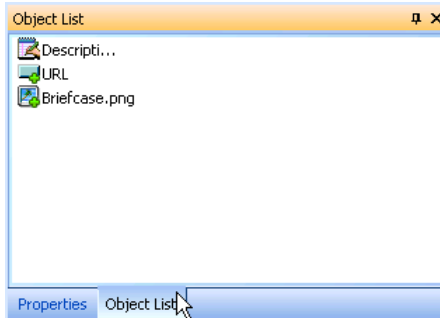 Object List
Descripti...
URL
Briefcase.png
Properties Object List